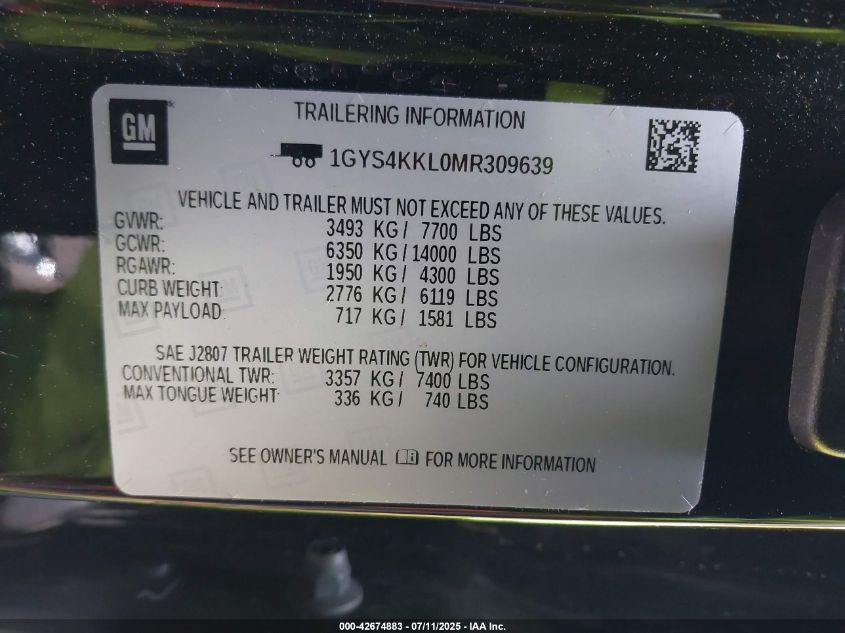 GM
TRAILERING INFORMATION
1GYS4KKL0MR309639
VEHICLE AND TRAILER MUST NOT EXCEED ANY OF THESE VALUES.
GVWR: 3493 KG/ 7700 LBS
GCWR: 6350 KG/14000 LBS
RGAWR: 1950 KG/ 4300 LBS
CURB WEIGHT: 2776 KG/ 6119 LBS
MAX PAYLOAD: 717 KG/ 1581 LBS
SAE J2807 TRAILER WEIGHT RATING (TWR) FOR VEHICLE CONFIGURATION.
CONVENTIONAL TWR: 3357 KG/ 7400 LBS
MAX TONGUE WEIGHT 336 KG/ 740 LBS
SEE OWNER'S MANUAL FOR MORE INFORMATION
000-42674883 / 07/11/2025 - IAA Inc.